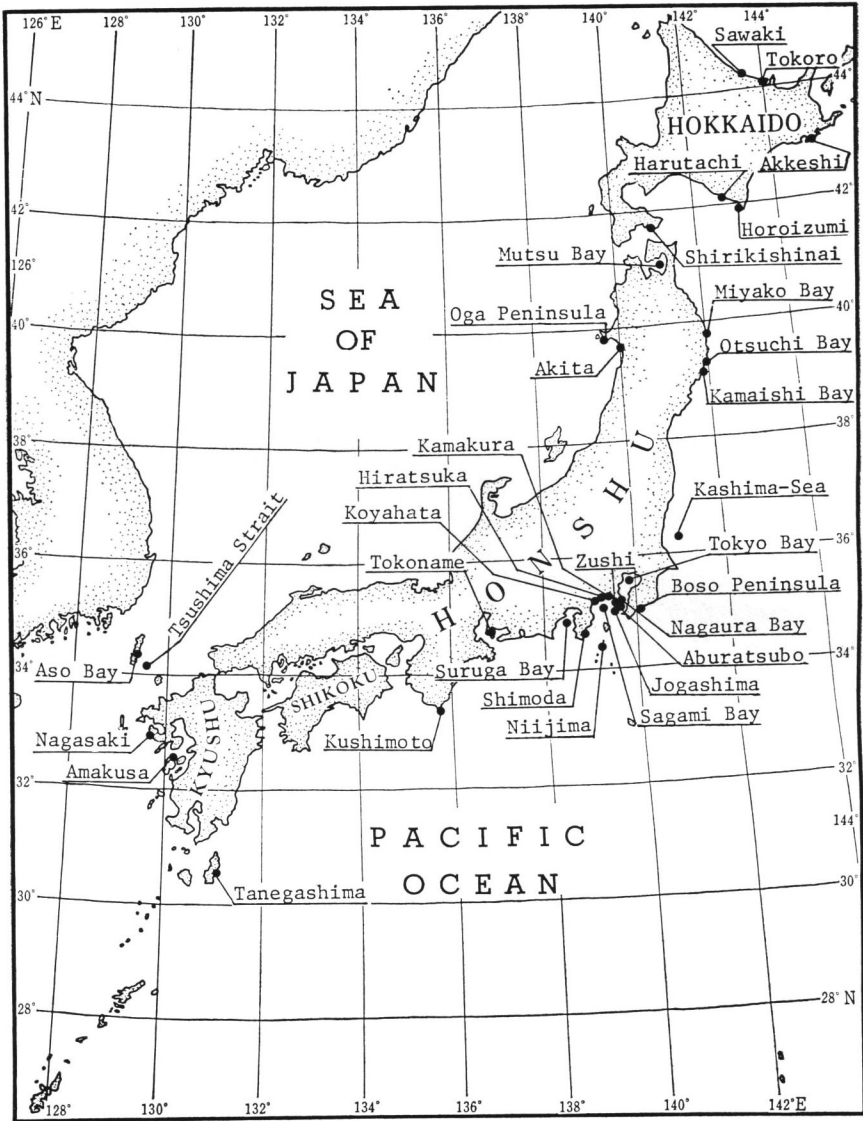 126° E 128° 130° 132° 134° 136° 138° 140° 142° 144°
Sawaki
Tokoro
44°
44° N
HOKKAIDO
Harutachi Akkeshi
42°
42°
Horoizumi
Mutsu Bay
Shirikishinai
126°
SEA
OF
JAPAN
Miyako Bay
Oga Peninsula
40°
40°
Otsuchi Bay
Akita
Kamaishi Bay
38°
38°
Kamakura
Hiratsuka
Koyahata
HONSHU
Kashima-Sea
Tsushima Strait
36°
36°
Tokoname
Zushi
Tokyo Bay
Boso Peninsula
Nagaura Bay
34°
34°
Aso Bay
Suruga Bay
Aburatsubo
SHIKOKU
Shimoda
Jogashima
Niijima
Sagami Bay
Nagasaki
Kushimoto
Amakusa
KYUSHU
32°
32°
144°
PACIFIC
OCEAN
Tanegashima
30°
30°
28°
28° N
128° 130° 132° 134° 136° 138° 140° 142° E